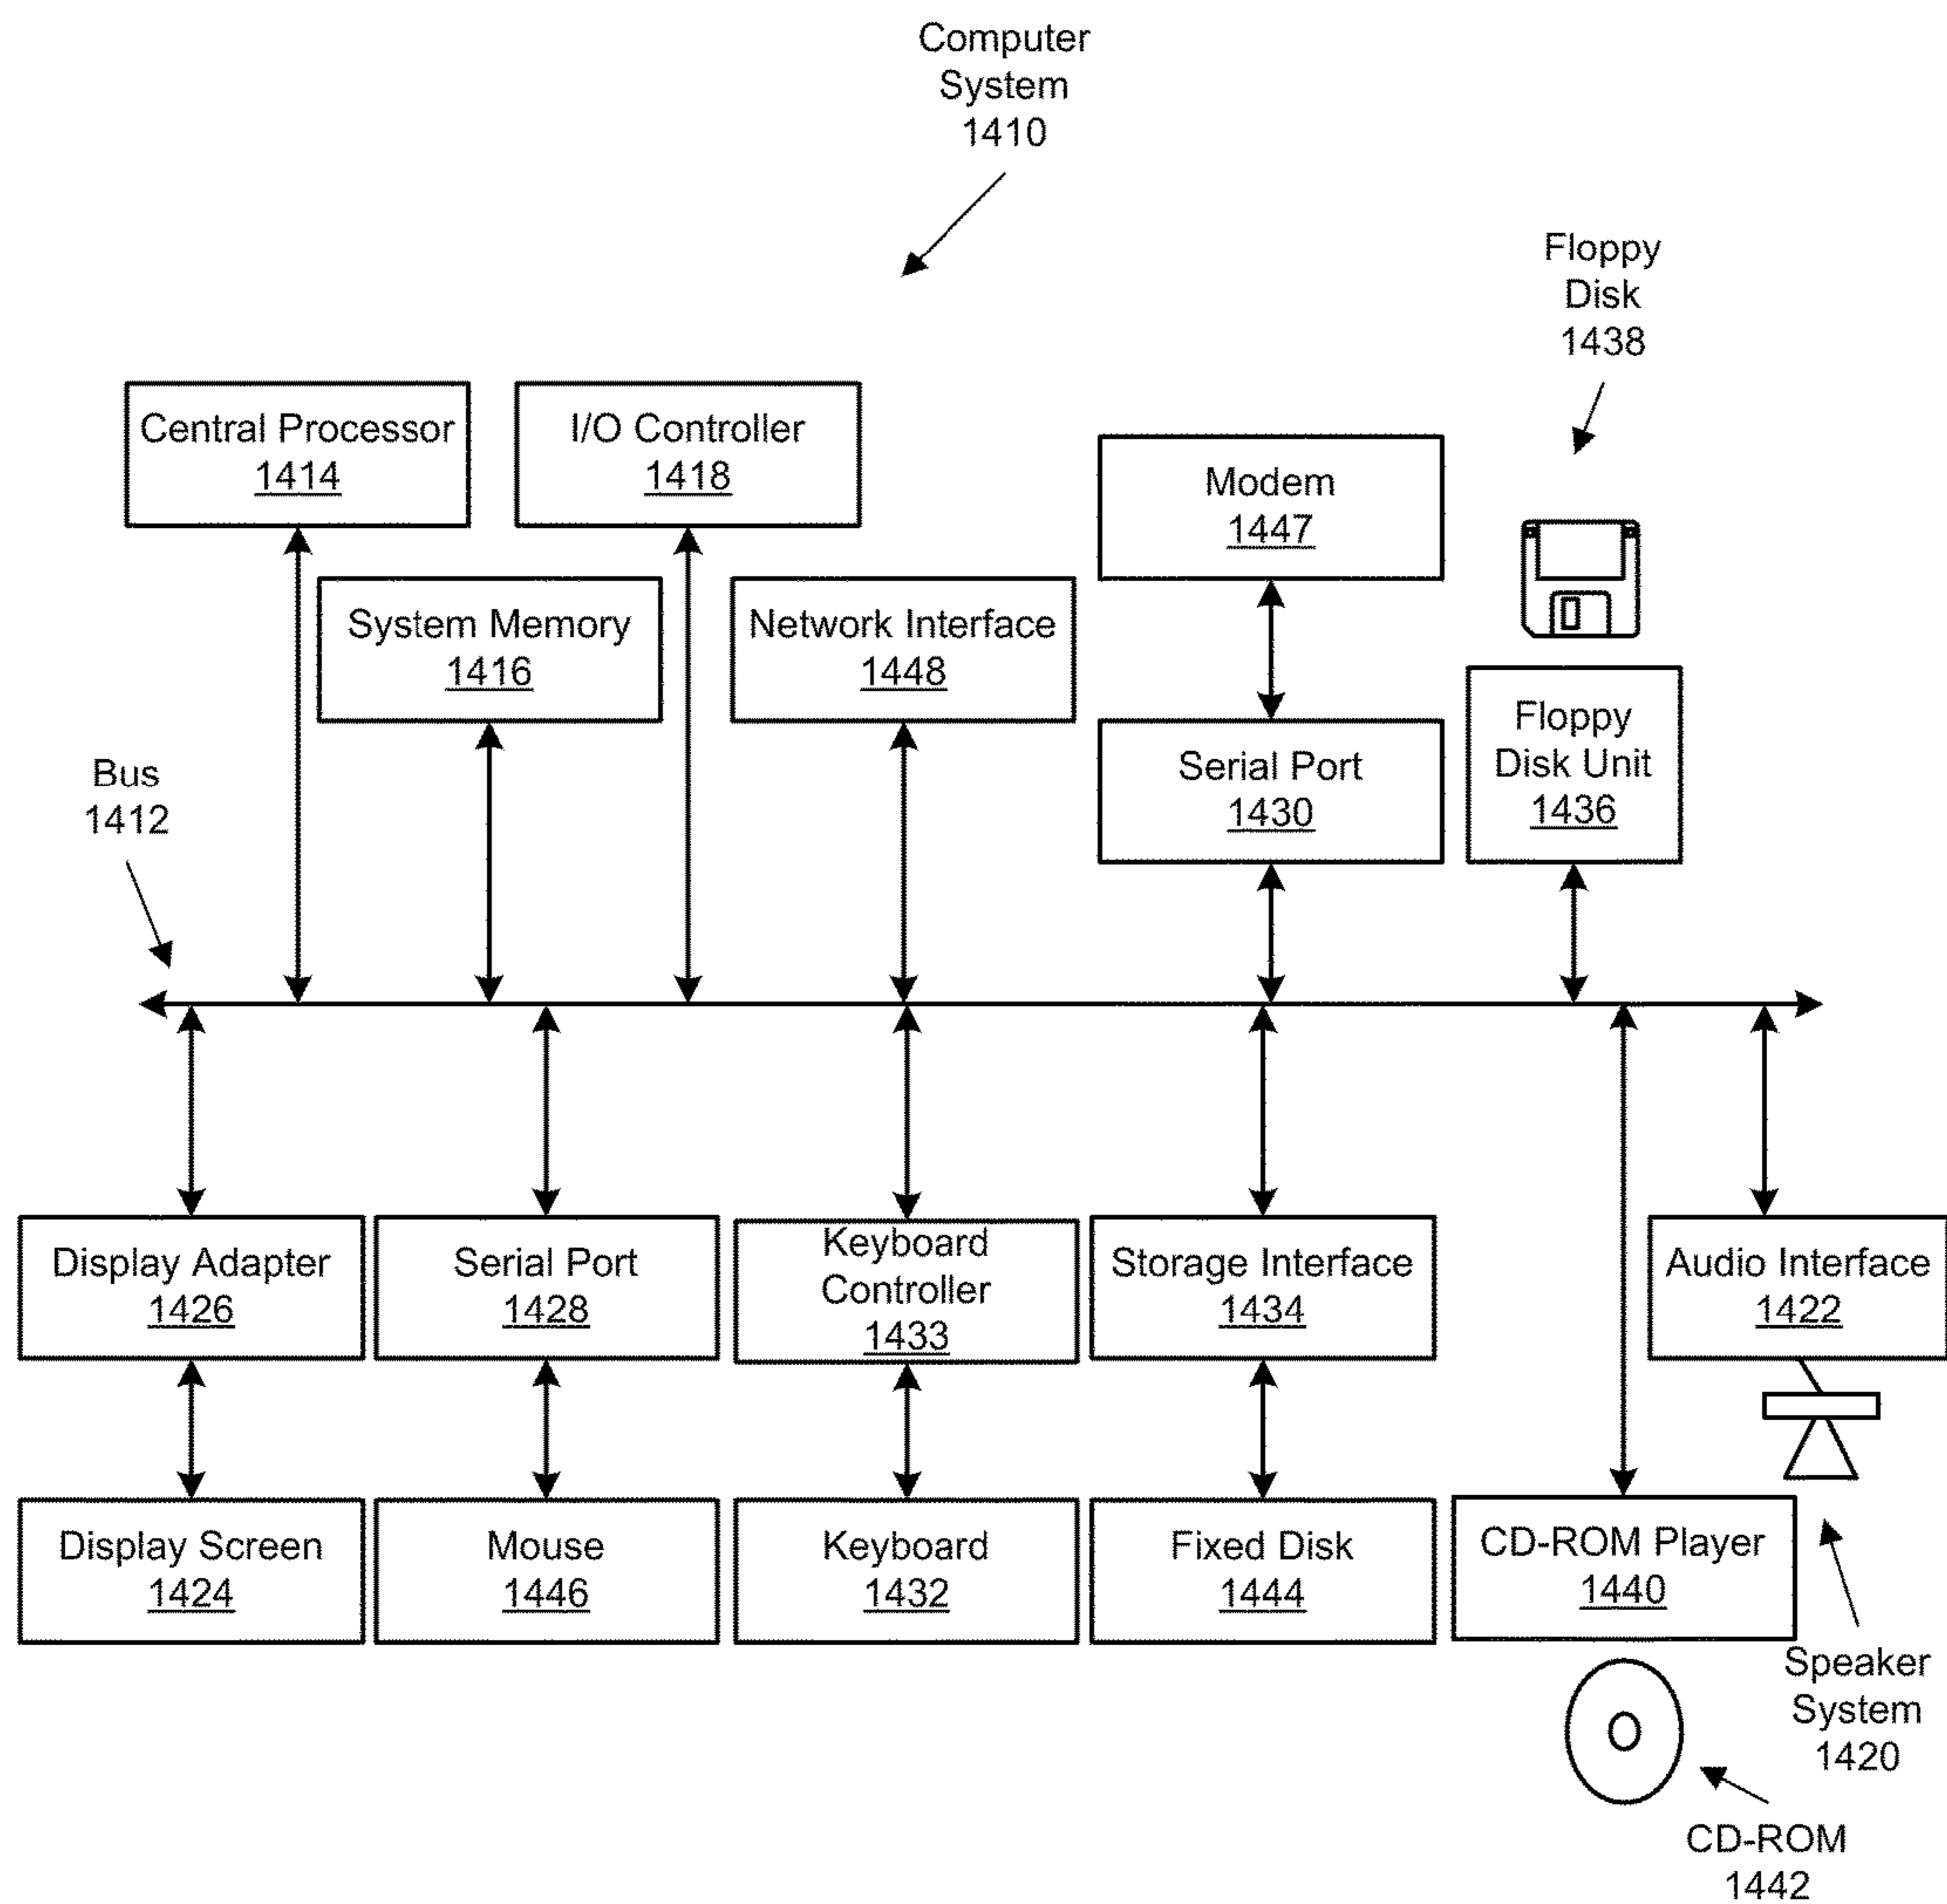 Computer
System
1410
Floppy
Disk
1438
Central Processor
1414
I/O Controller
1418
Modem
1447
System Memory
1416
Network Interface
1448
Floppy
Disk Unit
1436
Serial Port
1430
Bus
1412
Display Adapter
1426
Serial Port
1428
Keyboard
Controller
1433
Storage Interface
1434
Audio Interface
1422
Display Screen
1424
Mouse
1446
Keyboard
1432
Fixed Disk
1444
CD-ROM Player
1440
Speaker
System
1420
CD-ROM
1442